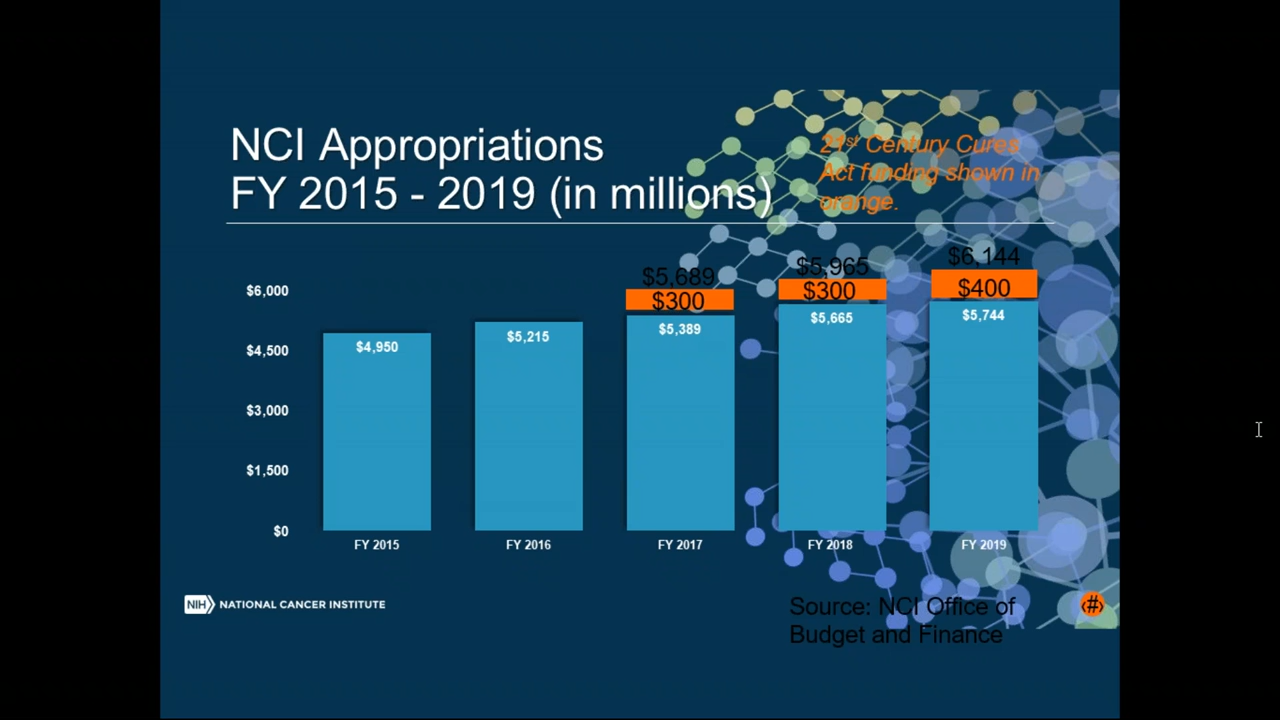 NCI Appropriations
FY 2015 - 2019 (in millions)
21st Century Cures
Act funding shown in
orange.
$6,000
$4,500
$3,000
$1,500
$0
$4,950
$5,215
$5,689
$300
$5,389
$5,965
$300
$5,665
$6,144
$400
$5,744
FY 2015
FY 2016
FY 2017
FY 2018
FY 2019
NIH NATIONAL CANCER INSTITUTE
Source: NCI Office of
Budget and Finance
‹#›